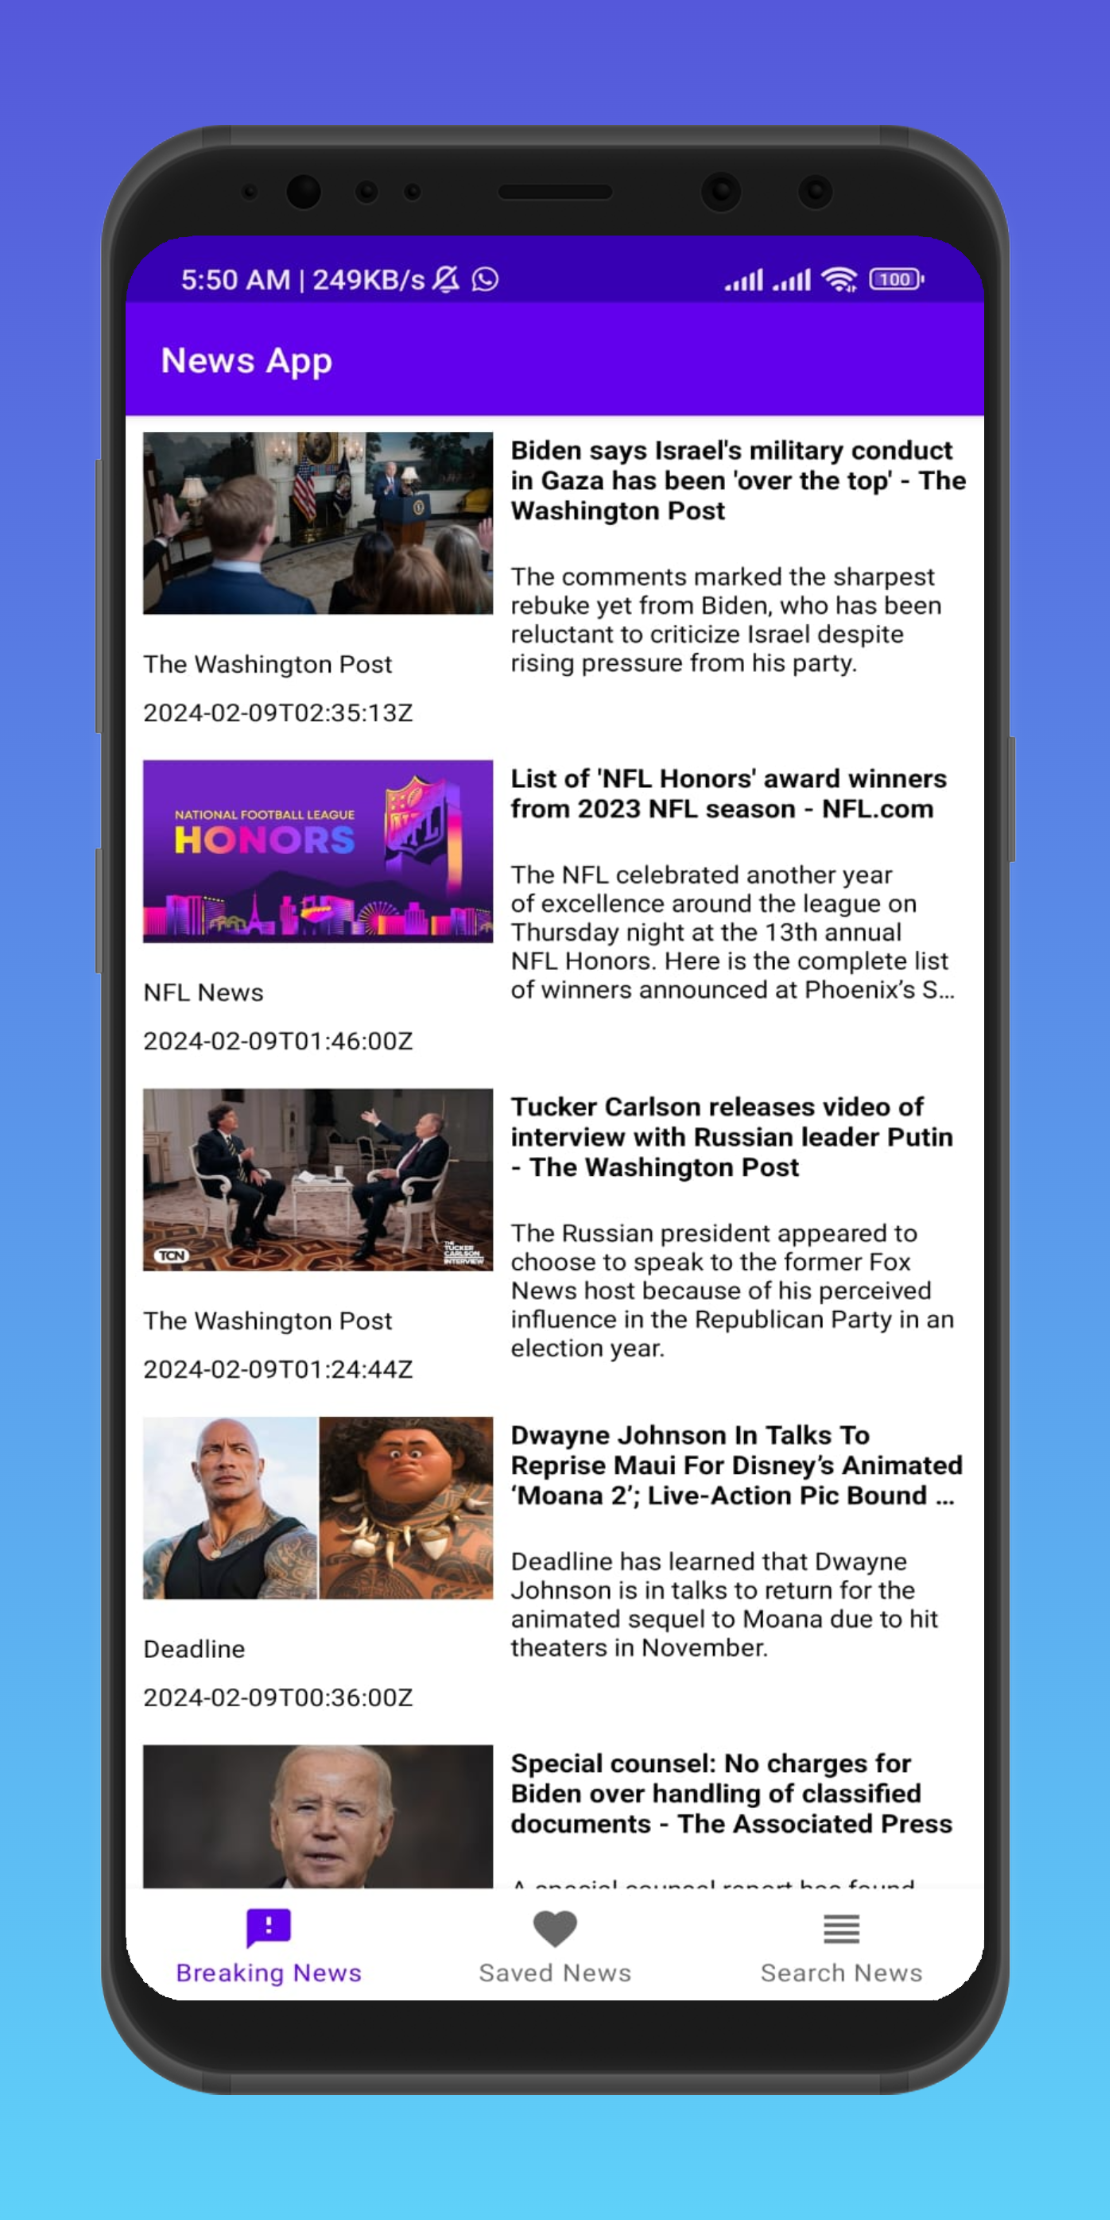 5:50 AM | 249KB/s
100
News App
Biden says Israel's military conduct
in Gaza has been 'over the top' - The
Washington Post
The comments marked the sharpest
rebuke yet from Biden, who has been
reluctant to criticize Israel despite
rising pressure from his party.
The Washington Post
2024-02-09T02:35:13Z
NATIONAL FOOTBALL LEAGUE
HONORS
NFL
List of 'NFL Honors' award winners
from 2023 NFL season - NFL.com
The NFL celebrated another year
of excellence around the league on
Thursday night at the 13th annual
NFL Honors. Here is the complete list
of winners announced at Phoenix’s S...
NFL News
2024-02-09T01:46:00Z
TCN
THE
TUCKER
CARLSON
INTERVIEW
Tucker Carlson releases video of
interview with Russian leader Putin
- The Washington Post
The Russian president appeared to
choose to speak to the former Fox
News host because of his perceived
influence in the Republican Party in an
election year.
The Washington Post
2024-02-09T01:24:44Z
Dwayne Johnson In Talks To
Reprise Maui For Disney’s Animated
‘Moana 2’; Live-Action Pic Bound ...
Deadline has learned that Dwayne
Johnson is in talks to return for the
animated sequel to Moana due to hit
theaters in November.
Deadline
2024-02-09T00:36:00Z
Special counsel: No charges for
Biden over handling of classified
documents - The Associated Press
A special counsel report has found
Breaking News
Saved News
Search News